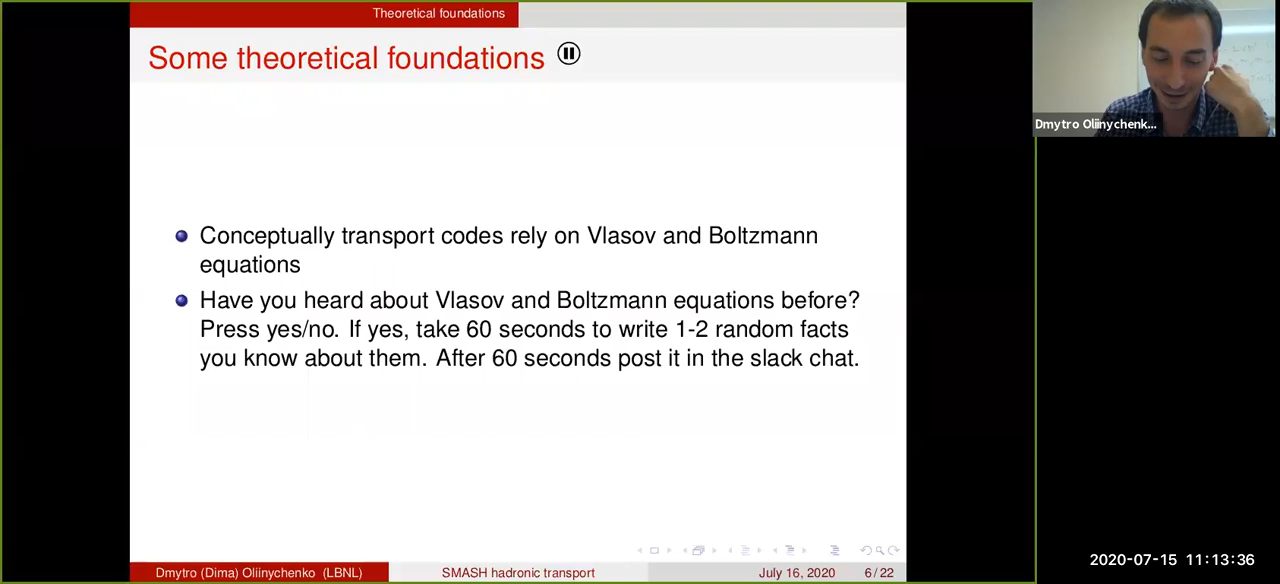 Theoretical foundations
Some theoretical foundations
Conceptually transport codes rely on Vlasov and Boltzmann
equations
Have you heard about Vlasov and Boltzmann equations before?
Press yes/no. If yes, take 60 seconds to write 1-2 random facts
you know about them. After 60 seconds post it in the slack chat.
Dmytro (Dima) Oliinychenko (LBNL)
SMASH hadronic transport
July 16, 2020
6 / 22
Dmytro Oliinychenk...
2020-07-15 11:13:36